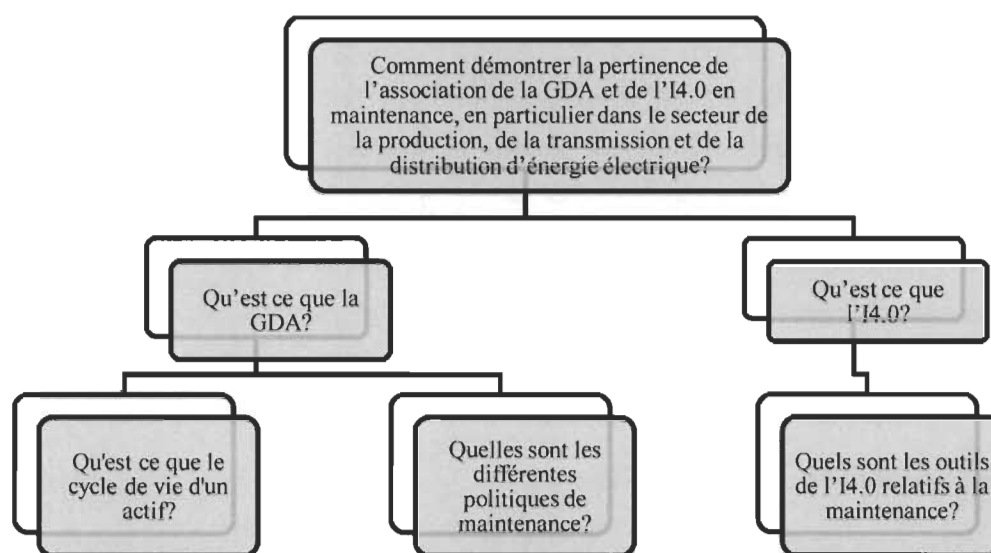 Comment démontrer la pertinence de
l'association de la GDA et de l'I4.0 en
maintenance, en particulier dans le secteur de
la production, de la transmission et de la
distribution d'énergie électrique?
Qu'est ce que la
GDA?
Qu'est ce que
l'I4.0?
Qu'est ce que le
cycle de vie d'un
actif?
Quelles sont les
différentes
politiques de
maintenance?
Quels sont les outils
de l'I4.0 relatifs à la
maintenance?